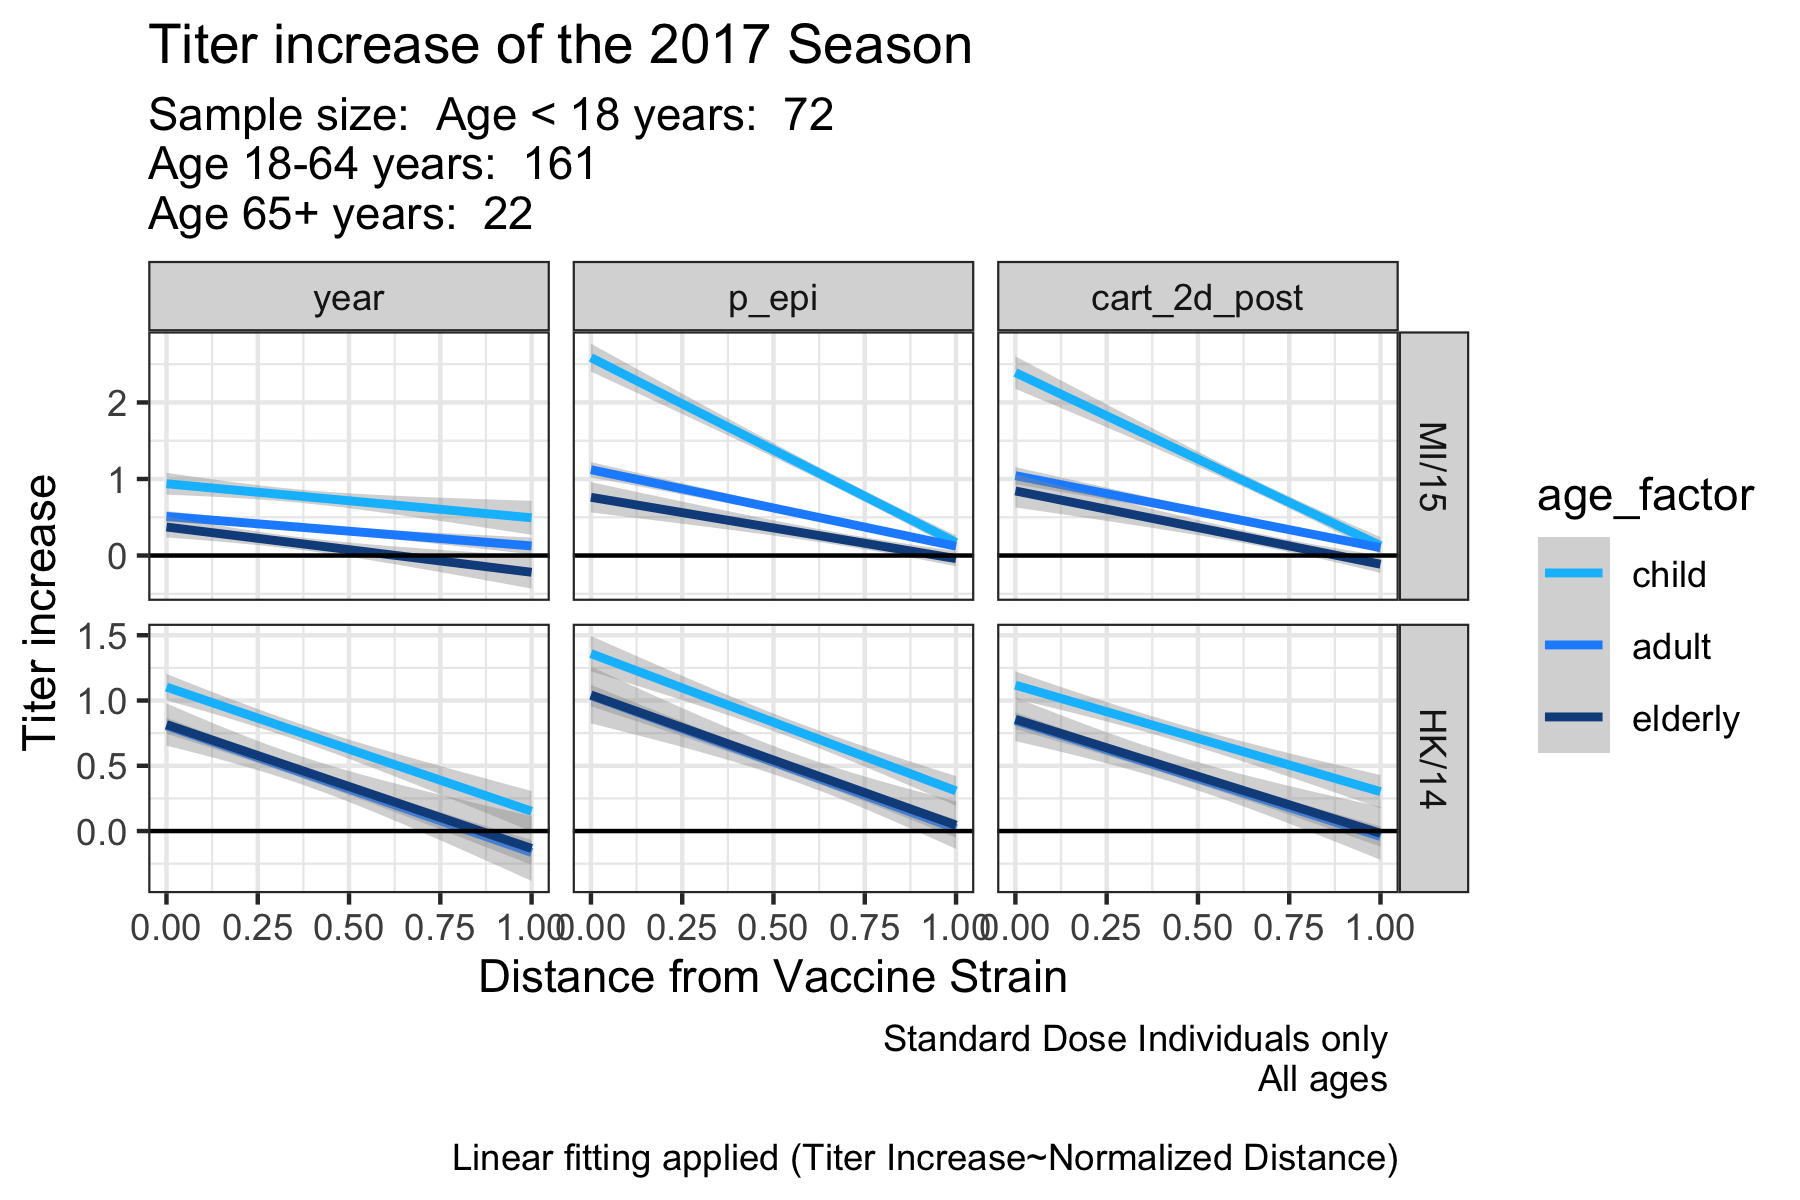 Titer increase of the 2017 Season
Sample size:  Age < 18 years:  72
Age 18-64 years:  161
Age 65+ years:  22
year
p_epi
cart_2d_post
2
1
0
MI/15
1.5
1.0
0.5
0.0
HK/14
0.00 0.25 0.50 0.75 1.00
0.00 0.25 0.50 0.75 1.00
0.00 0.25 0.50 0.75 1.00
Titer increase
Distance from Vaccine Strain
age_factor
child
adult
elderly
Standard Dose Individuals only
All ages
Linear fitting applied (Titer Increase~Normalized Distance)